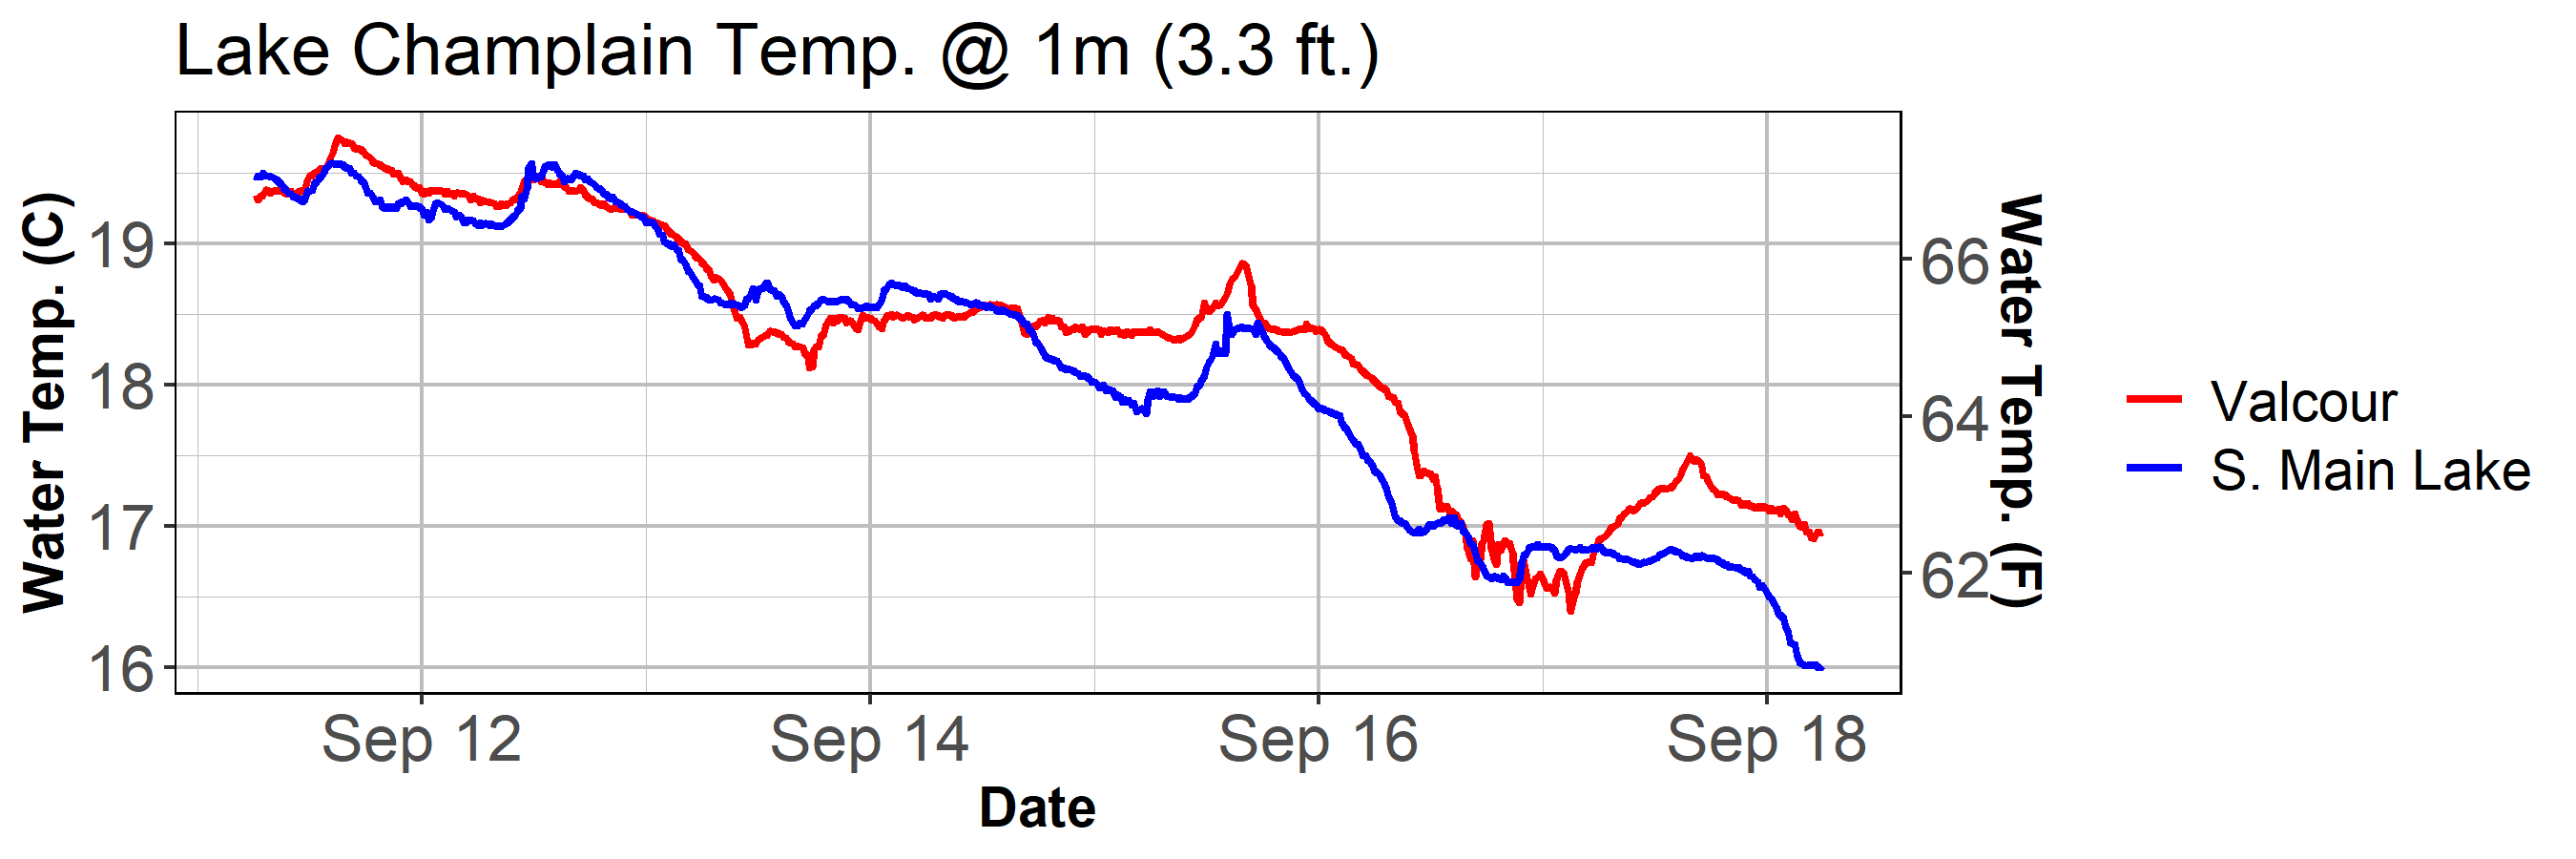 Lake Champlain Temp. @ 1m (3.3 ft.)
Water Temp. (C)
19
18
17
16
66
64
62
Water Temp. (F)
Sep 12
Sep 14
Sep 16
Sep 18
Date
Valcour
S. Main Lake